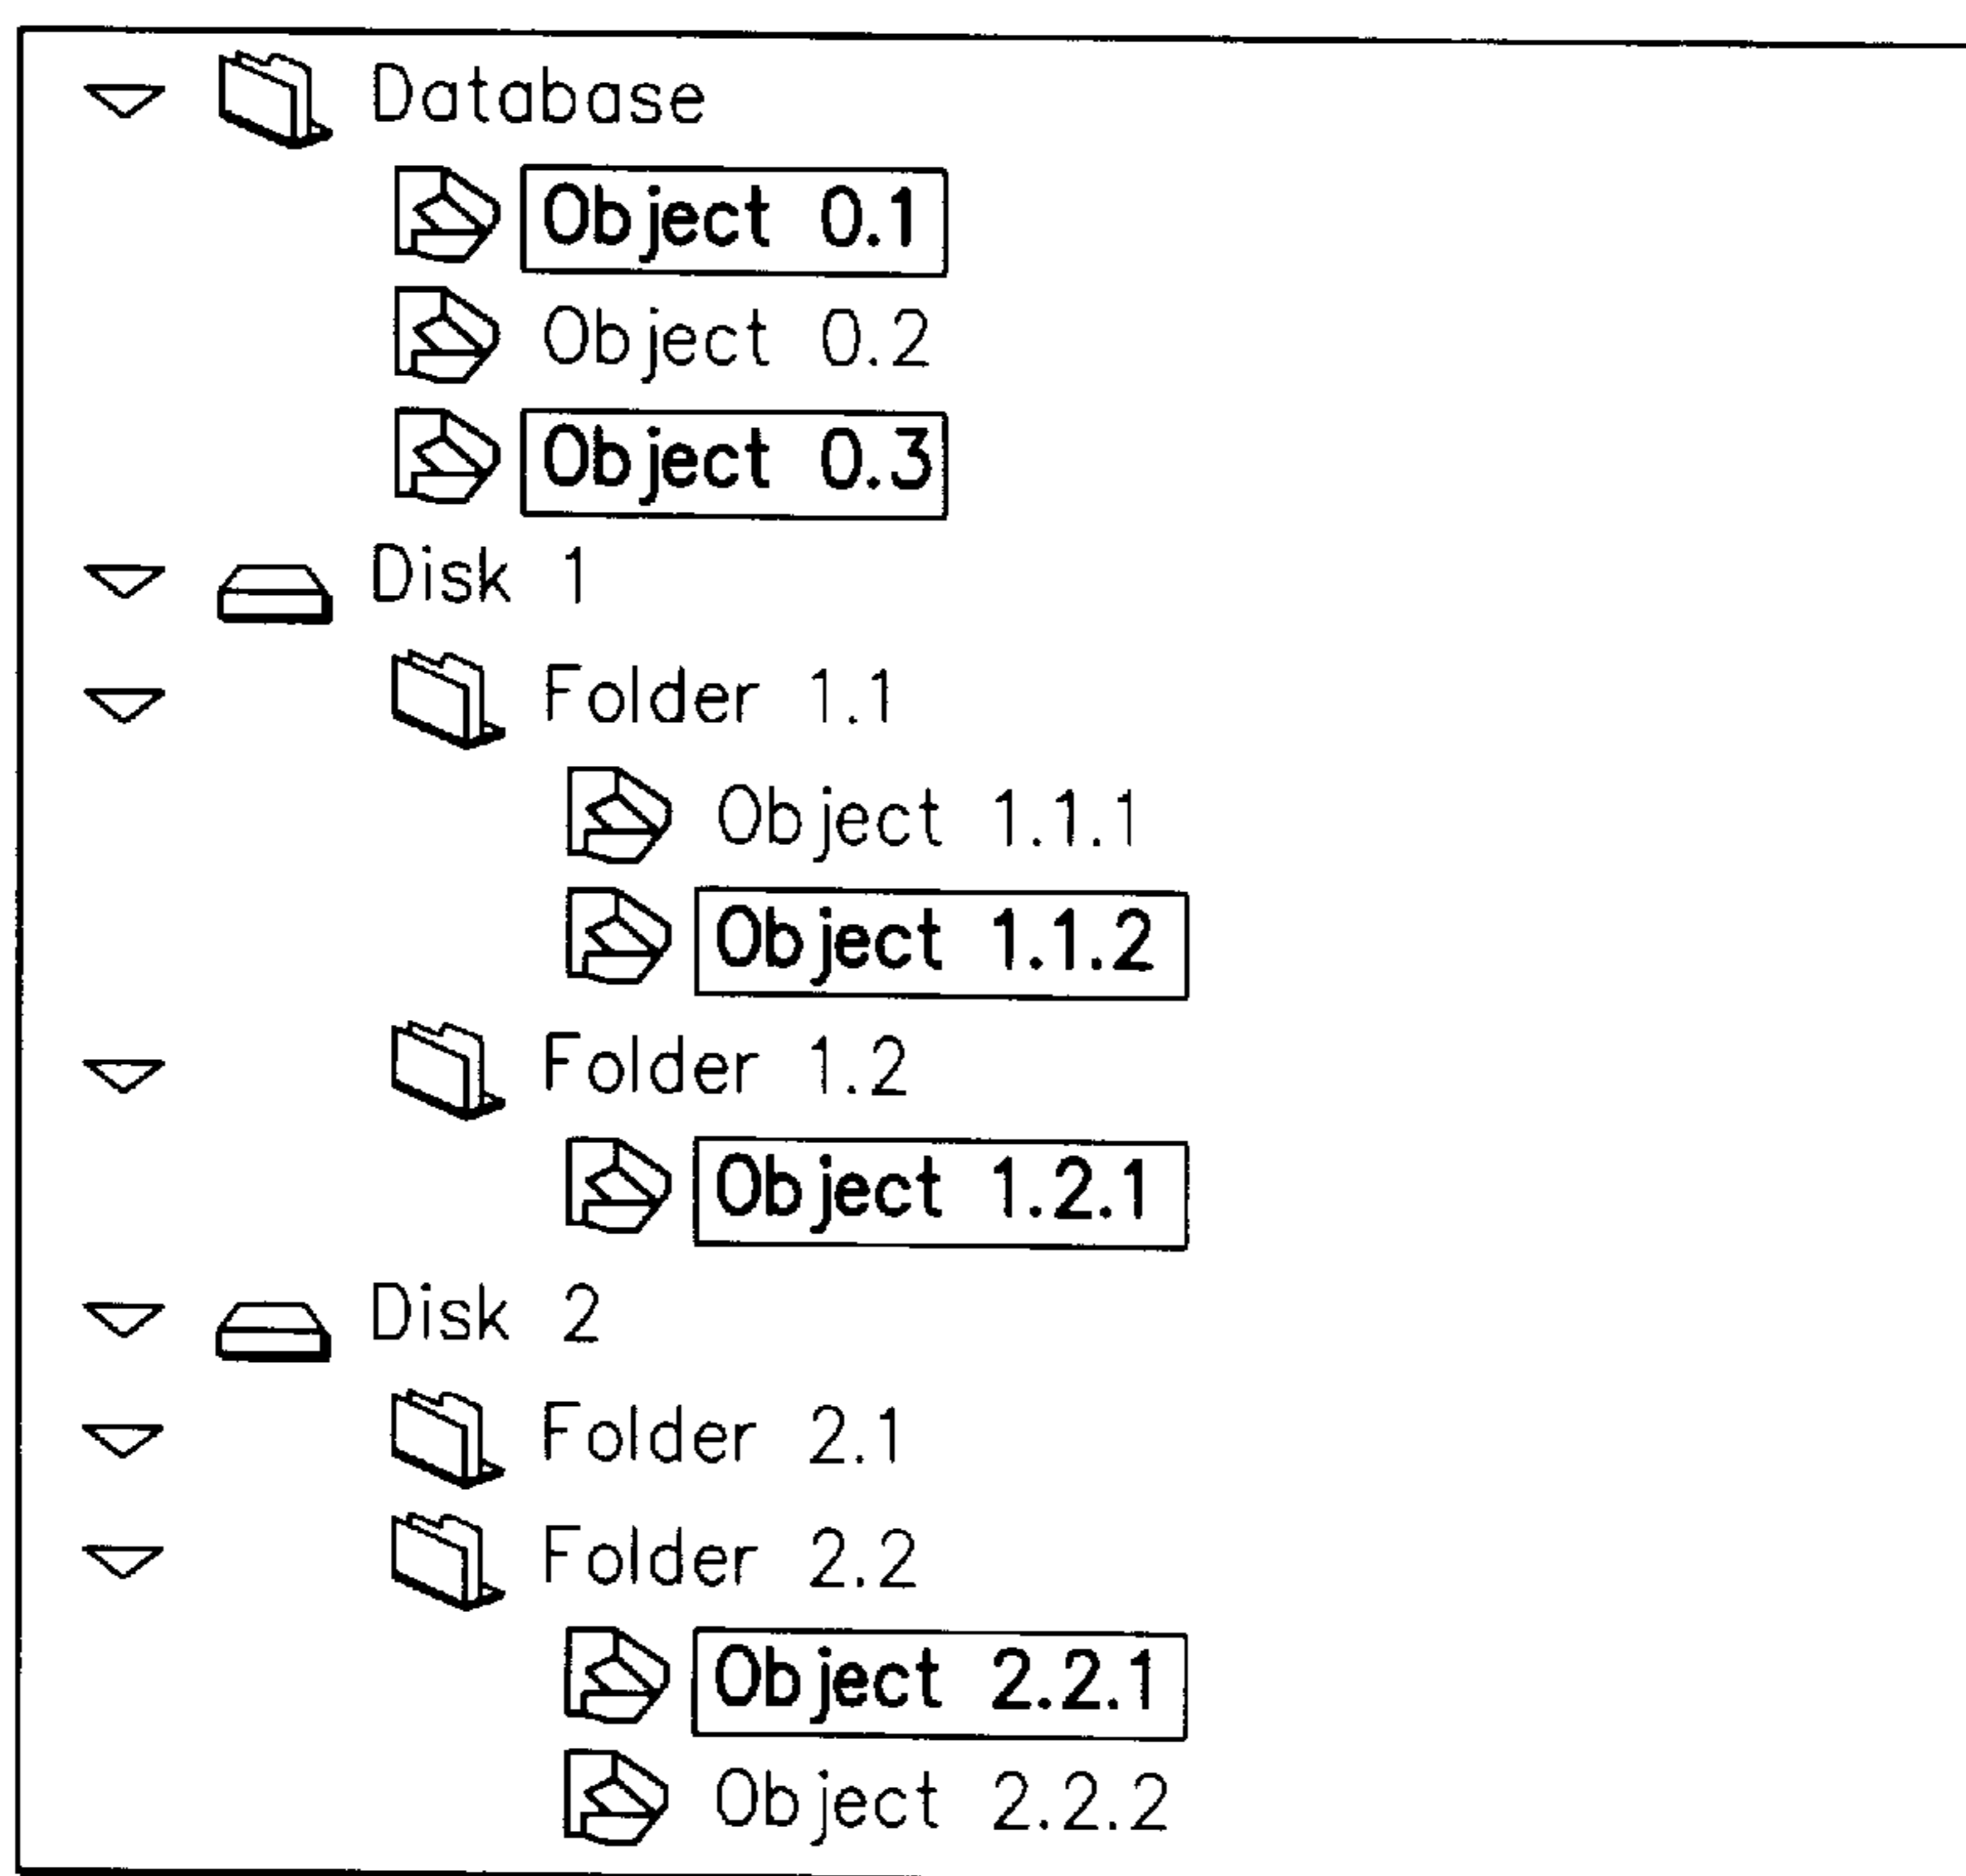 Database
Object 0.1
Object 0.2
Object 0.3
Disk 1
Folder 1.1
Object 1.1.1
Object 1.1.2
Folder 1.2
Object 1.2.1
Disk 2
Folder 2.1
Folder 2.2
Object 2.2.1
Object 2.2.2